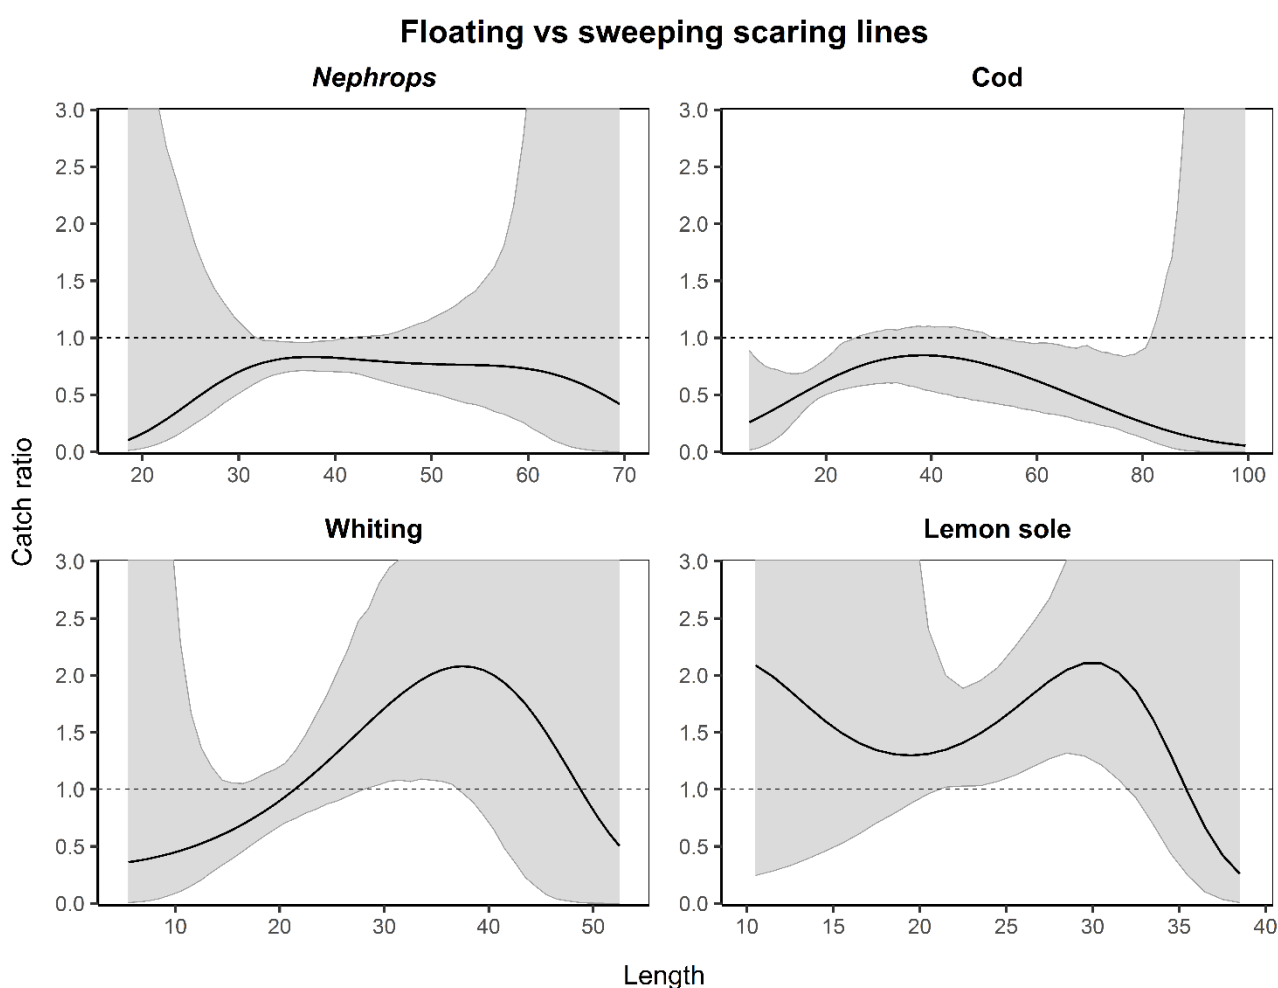 Floating vs sweeping scaring lines
Nephrops
Cod
3.0
2.5
2.0
1.5
1.0
0.5
0.0
20 30 40 50 60 70
3.0
2.5
2.0
1.5
1.0
0.5
0.0
20 40 60 80 100
Catch ratio
Whiting
Lemon sole
3.0
2.5
2.0
1.5
1.0
0.5
0.0
10 20 30 40 50
3.0
2.5
2.0
1.5
1.0
0.5
0.0
10 15 20 25 30 35 40
Length